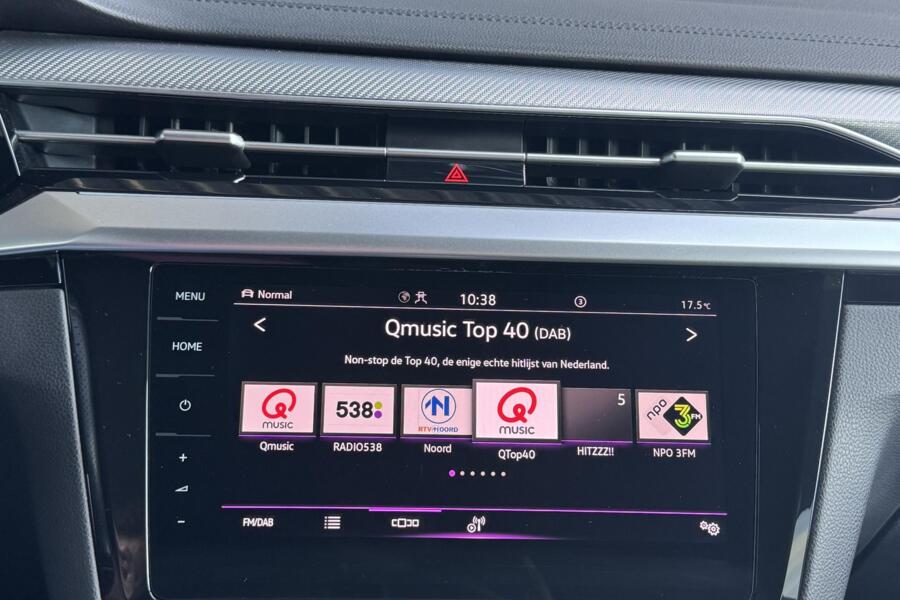 MENU
Normal
10:38
3
17.5°C
HOME
Qmusic Top 40 (DAB)
Non-stop de Top 40, de enige echte hitlijst van Nederland.
MUSIC
538
RTV NOORD
MUSIC
5
npo 3FM
Qmusic
RADIO538
Noord
QTop40
HITZZZ!!
NPO 3FM
+
-
FM/DAB